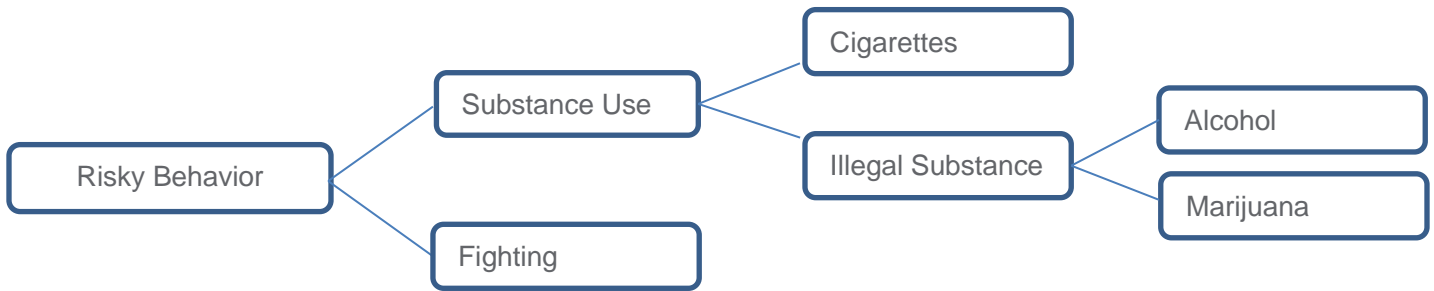 Risky Behavior
Substance Use
Fighting
Cigarettes
Illegal Substance
Alcohol
Marijuana